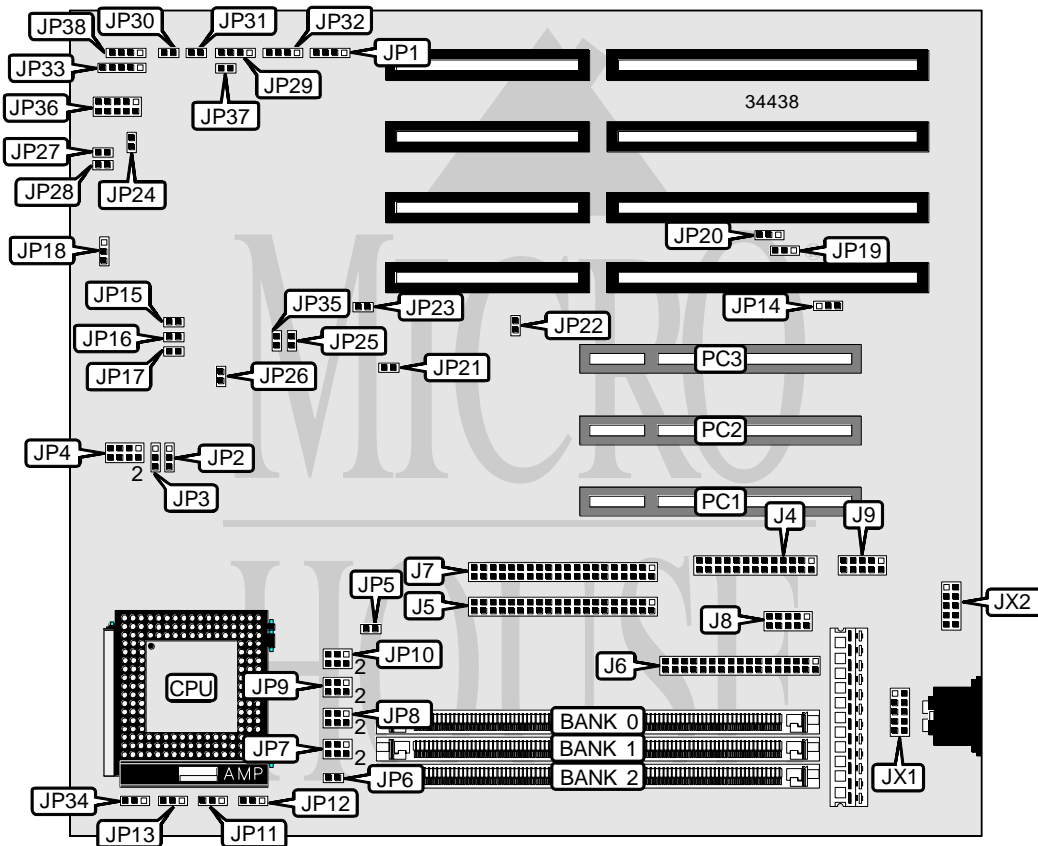 JP30 JP31 JP32
JP38 JP1
JP33 JP29
JP36 JP37 34438
JP27
JP28 JP24
JP18 JP20 JP19
JP15 JP35 JP23 JP14
JP16 JP25 JP22
JP17 JP26 JP21 PC3
JP4 JP2 PC2
2
JP3 PC1
J4 J9
J7
JP5 J5 J8 JX2
JP10 J6
2
CPU JP9
2
JP8 BANK 0
2
JP7 BANK 1
2
AMP JP6 BANK 2 JX1
JP34 JP12
JP13 JP11
MICRO
HOUSE